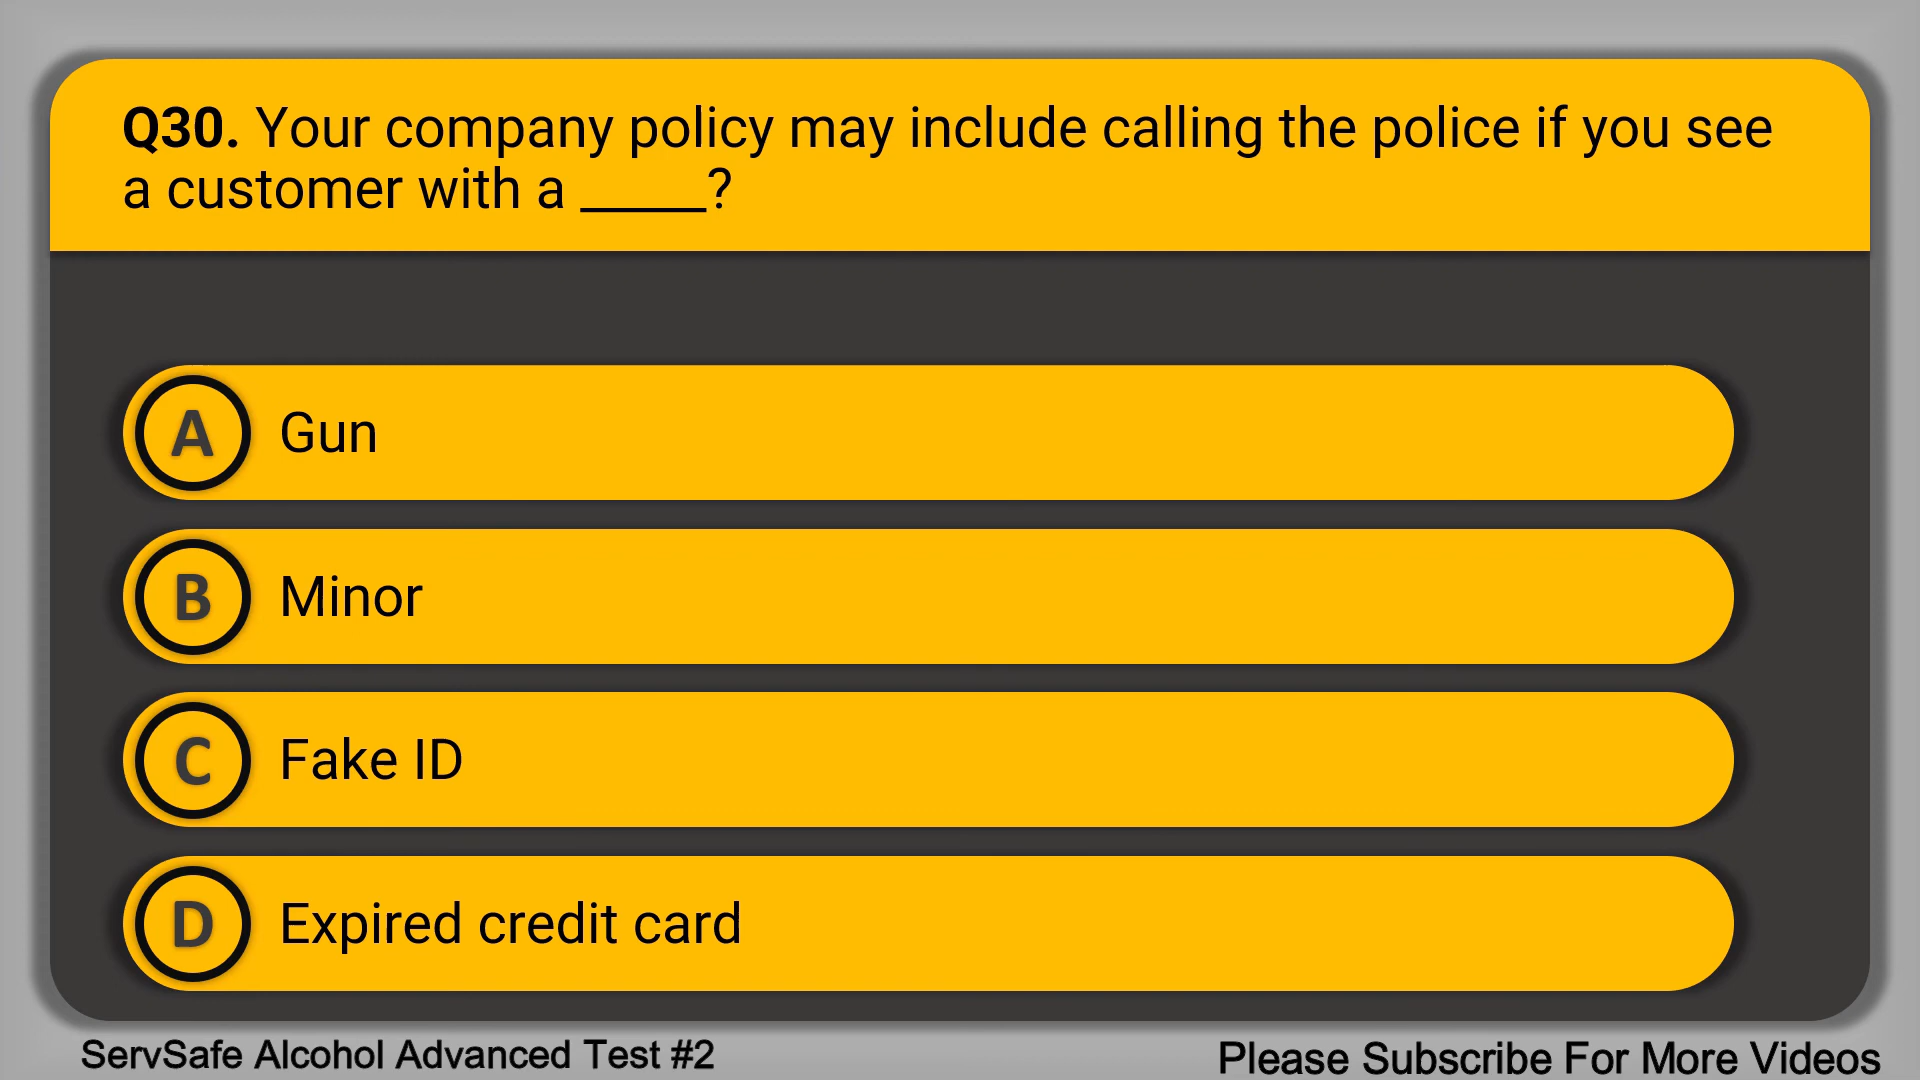 Q30. Your company policy may include calling the police if you see
a customer with a _____?
A Gun
B Minor
C Fake ID
D Expired credit card
ServSafe Alcohol Advanced Test #2
Please Subscribe For More Videos